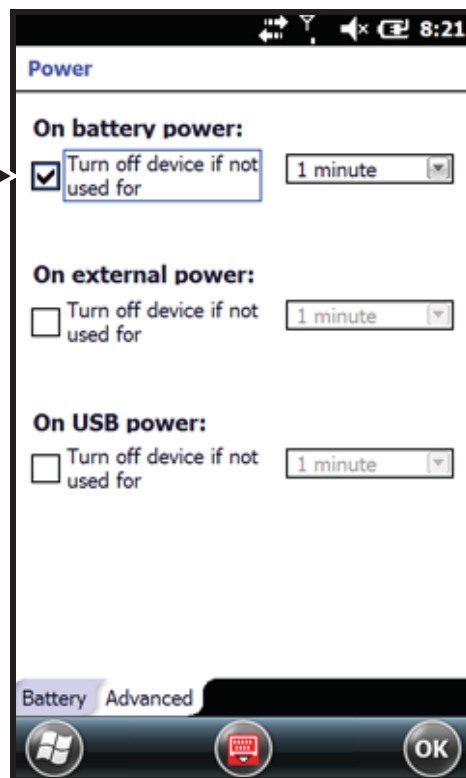 8:21
Power
On battery power:
Turn off device if not
used for
1 minute
On external power:
Turn off device if not
used for
1 minute
On USB power:
Turn off device if not
used for
1 minute
Battery Advanced
OK